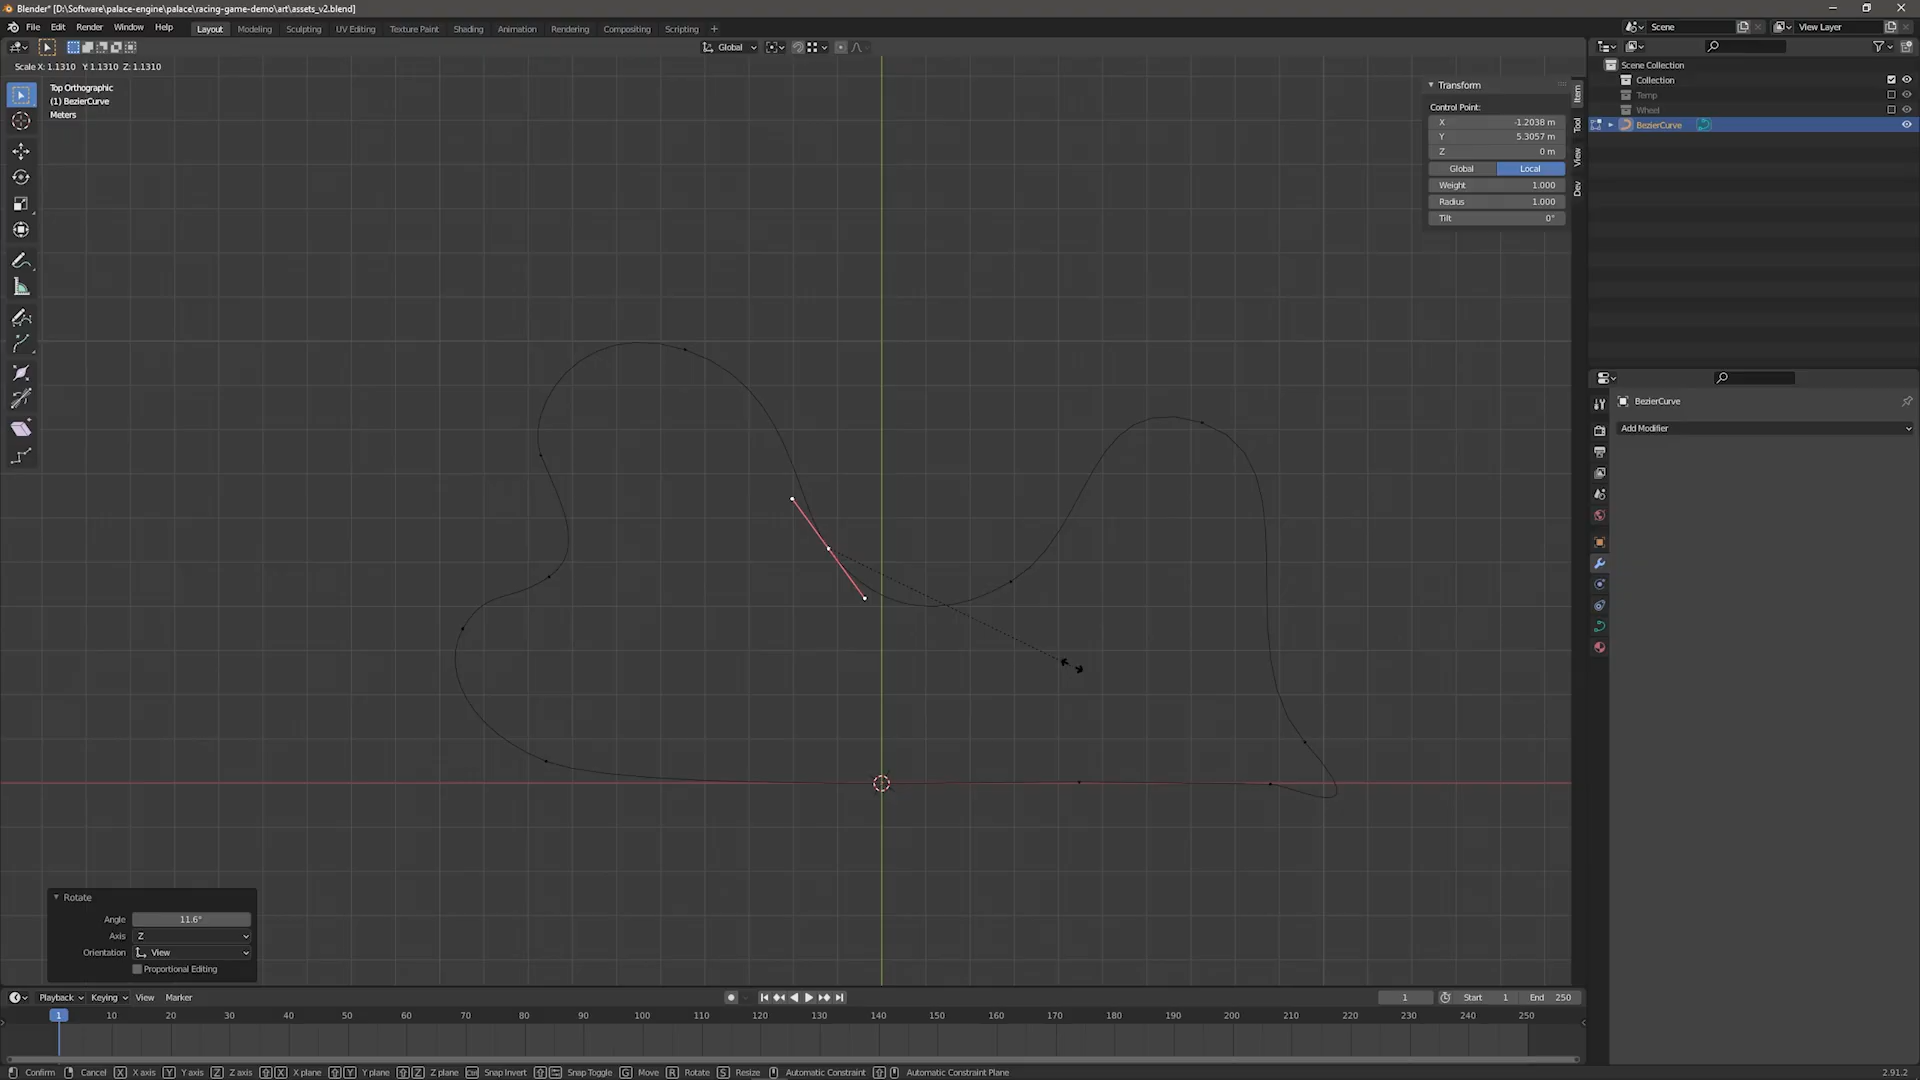 Blender* [D:\Software\palace-engine\palace\racing-game-demo\art\assets_v2.blend]
File Edit Render Window Help
Layout Modeling Sculpting UV Editing Texture Paint Shading Animation Rendering Compositing Scripting +
Scene
View Layer
Global
Scale X: 1.1310 Y: 1.1310 Z: 1.1310
Top Orthographic
(1) BezierCurve
Meters
Transform
Control Point:
X -1.2038 m
Y 5.3057 m
Z 0 m
Global Local
Weight 1.000
Radius 1.000
Tilt 0°
Item
Tool
View
Dev
Scene Collection
Collection
Temp
Wheel
BezierCurve
BezierCurve
Add Modifier
Rotate
Angle 11.6°
Axis Z
Orientation View
Proportional Editing
Playback Keying View Marker
1 Start 1 End 250
1 10 20 30 40 50 60 70 80 90 100 110 120 130 140 150 160 170 180 190 200 210 220 230 240 250
Confirm Cancel X X axis Y Y axis Z Z axis X X plane Y Y plane Z Z plane Snap Invert Snap Toggle G Move R Rotate S Resize Automatic Constraint Automatic Constraint Plane
2.91.2